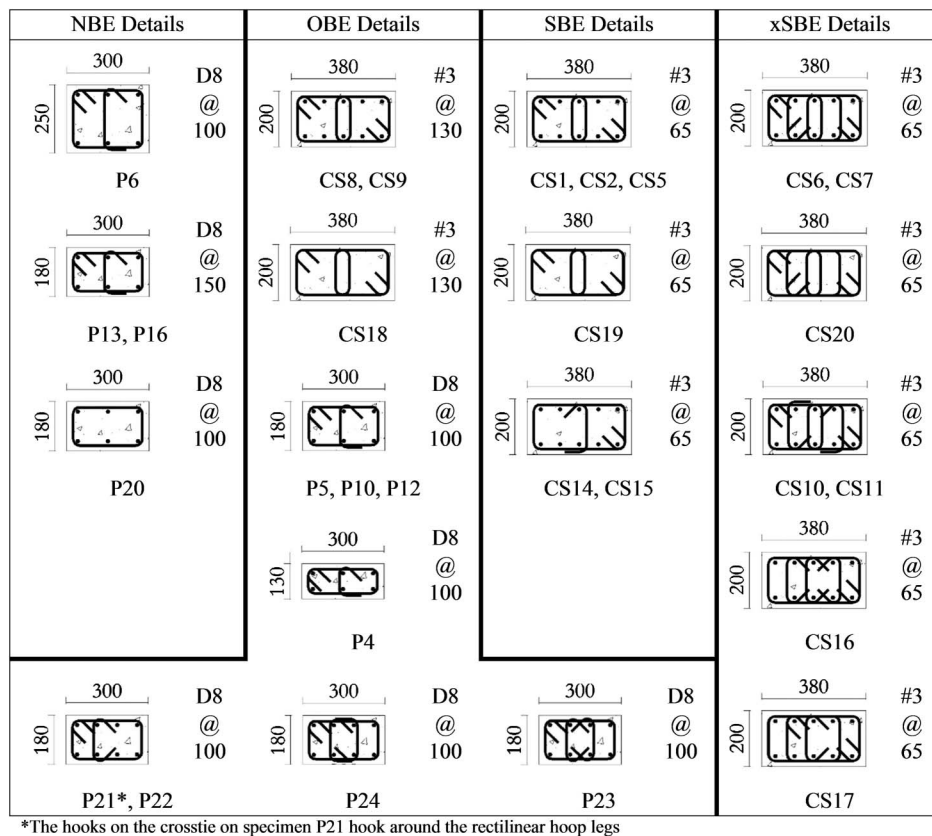 NBE Details OBE Details SBE Details xSBE Details
300 380 380 380
250 D8 @ 100 200 #3 @ 130 200 #3 @ 65 200 #3 @ 65
P6 CS8, CS9 CS1, CS2, CS5 CS6, CS7
300 380 380 380
180 D8 @ 150 200 #3 @ 130 200 #3 @ 65 200 #3 @ 65
P13, P16 CS18 CS19 CS20
300 300 380 380
180 D8 @ 100 180 D8 @ 100 200 #3 @ 65 200 #3 @ 65
P20 P5, P10, P12 CS14, CS15 CS10, CS11
300 380
130 D8 @ 100 200 #3 @ 65
P4 CS16
300 300 300 380
180 D8 @ 100 180 D8 @ 100 180 D8 @ 100 200 #3 @ 65
P21*, P22 P24 P23 CS17
*The hooks on the crosstie on specimen P21 hook around the rectilinear hoop legs